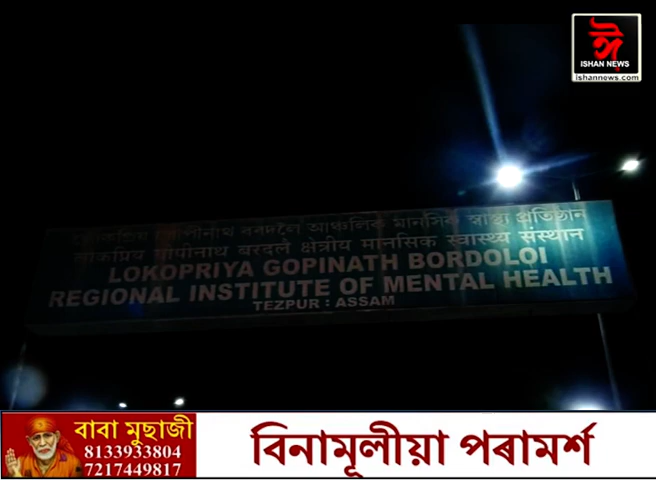 ঈ
ISHAN NEWS
ishannews.com
গোপীনাথ বৰদলৈ আঞ্চলিক মানসিক স্বাস্থ্য প্ৰতিষ্ঠান
लोकप्रिय गोपीनाथ बरदलै क्षेत्रीय मानसिक स्वास्थ्य संस्थान
LOKOPRIYA GOPINATH BORDOLOI
REGIONAL INSTITUTE OF MENTAL HEALTH
TEZPUR : ASSAM
বাবা মুছাজী
8133933804
7217449817
বিনামূলীয়া পৰামৰ্শ